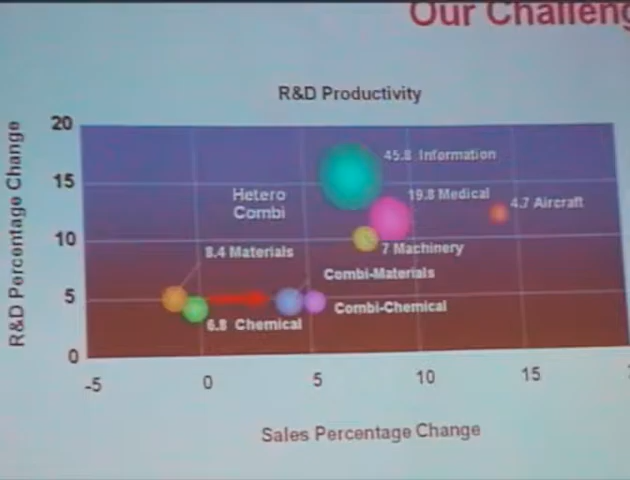 Our Challeng
R&D Productivity
R&D Percentage Change
20
15
10
5
0
45.8 Information
19.8 Medical
4.7 Aircraft
Hetero
Combi
7 Machinery
8.4 Materials
Combi-Materials
Combi-Chemical
6.8 Chemical
-5
0
5
10
15
Sales Percentage Change